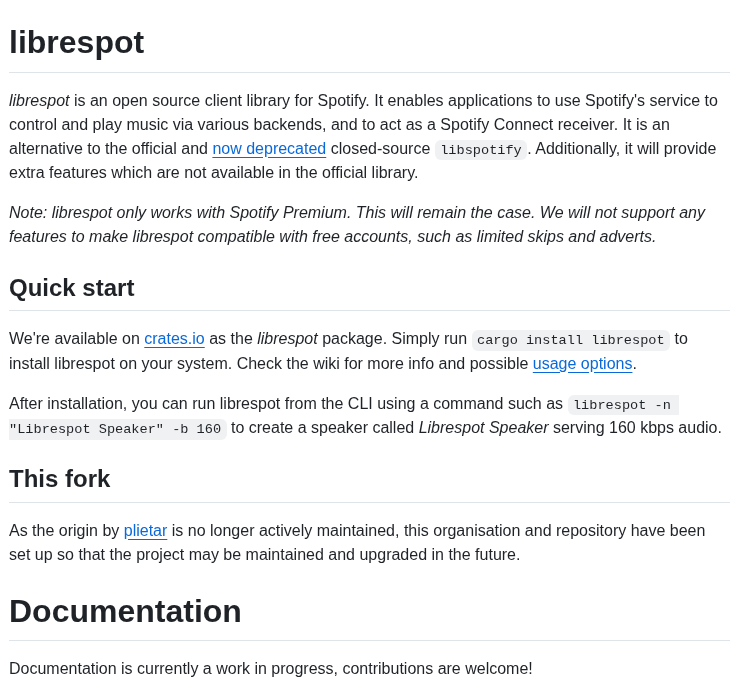 librespot
librespot is an open source client library for Spotify. It enables applications to use Spotify's service to
control and play music via various backends, and to act as a Spotify Connect receiver. It is an
alternative to the official and now deprecated closed-source libspotify. Additionally, it will provide
extra features which are not available in the official library.
Note: librespot only works with Spotify Premium. This will remain the case. We will not support any
features to make librespot compatible with free accounts, such as limited skips and adverts.
Quick start
We're available on crates.io as the librespot package. Simply run cargo install librespot to
install librespot on your system. Check the wiki for more info and possible usage options.
After installation, you can run librespot from the CLI using a command such as librespot -n
"Librespot Speaker" -b 160 to create a speaker called Librespot Speaker serving 160 kbps audio.
This fork
As the origin by plietar is no longer actively maintained, this organisation and repository have been
set up so that the project may be maintained and upgraded in the future.
Documentation
Documentation is currently a work in progress, contributions are welcome!